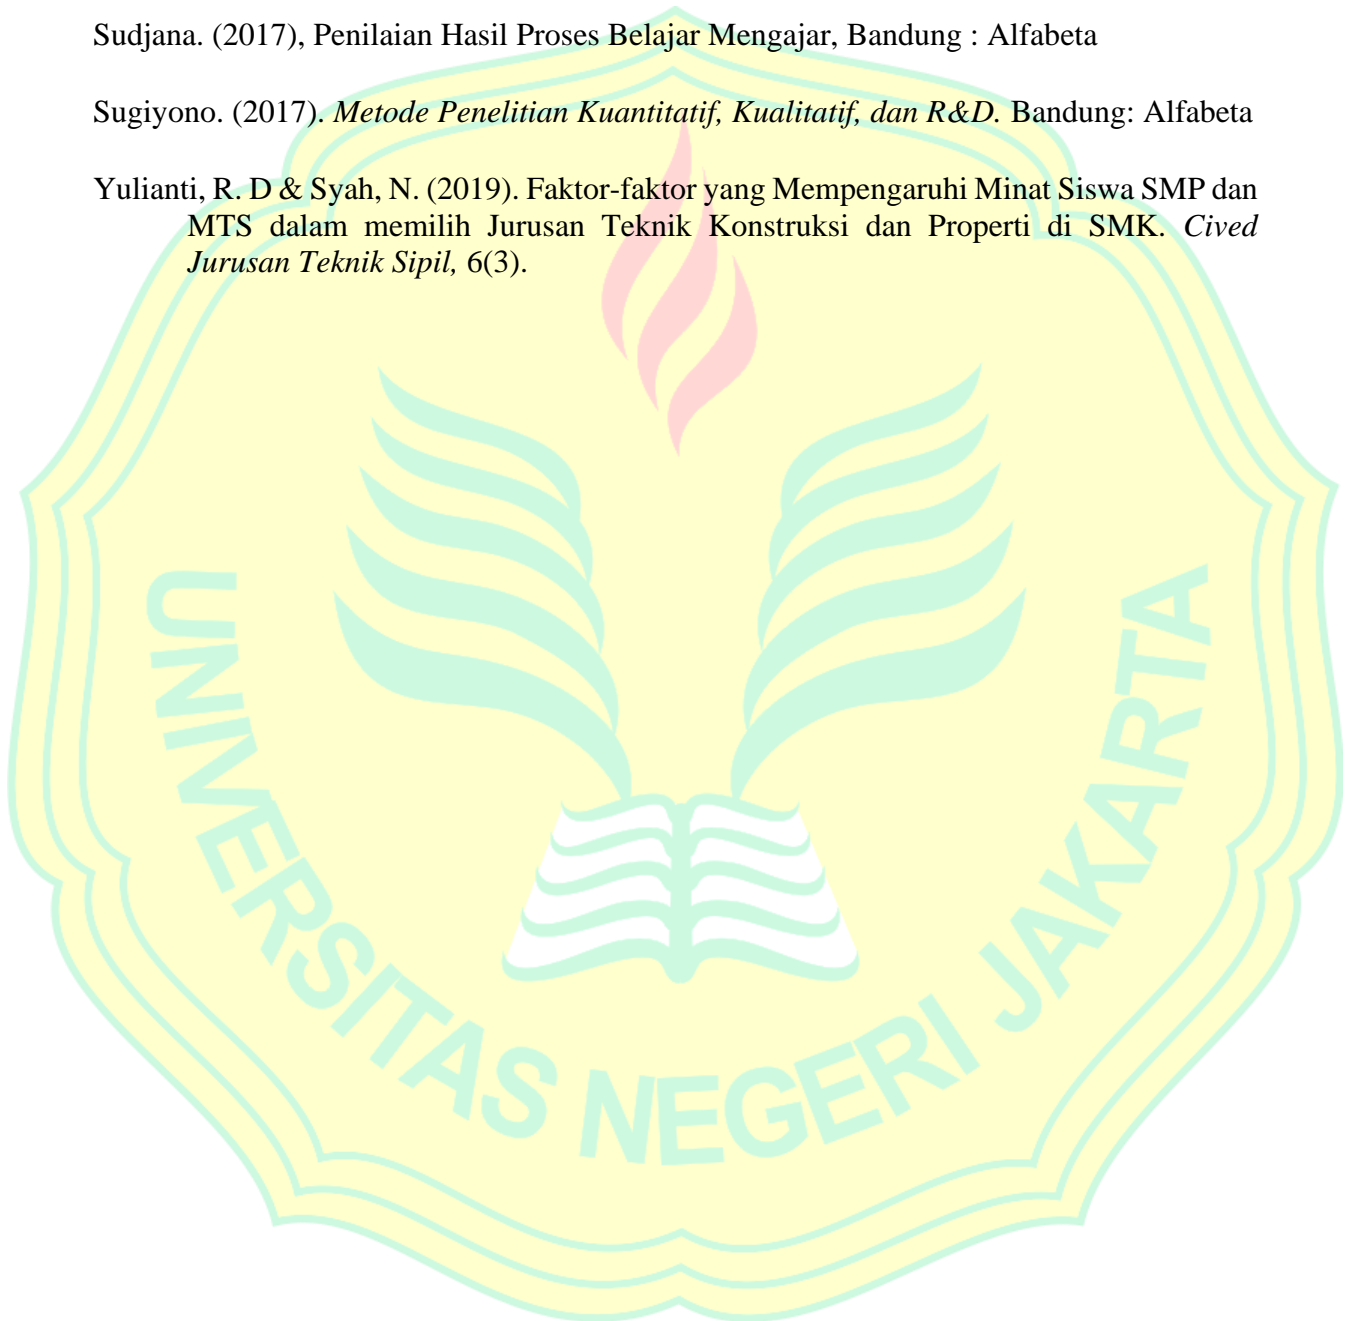 Sudjana. (2017), Penilaian Hasil Proses Belajar Mengajar, Bandung : Alfabeta
Sugiyono. (2017). Metode Penelitian Kuantitatif, Kualitatif, dan R&D. Bandung: Alfabeta
Yulianti, R. D & Syah, N. (2019). Faktor-faktor yang Mempengaruhi Minat Siswa SMP dan
MTS dalam memilih Jurusan Teknik Konstruksi dan Properti di SMK. Cived
Jurusan Teknik Sipil, 6(3).
UNIVERSITAS NEGERI JAKARTA